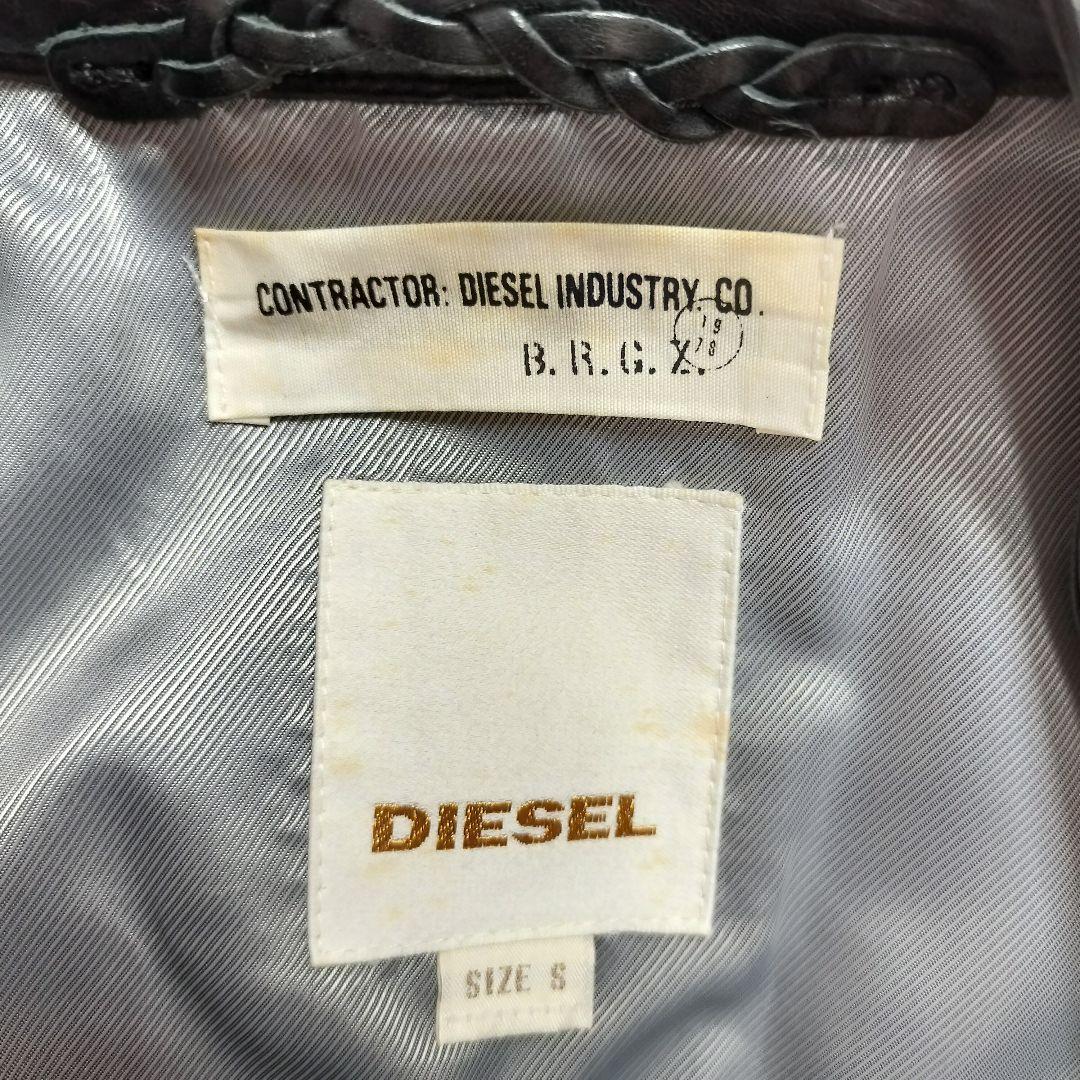 CONTRACTOR: DIESEL INDUSTRY. CO.
B. R. G. X.
19
78
DIESEL
SIZE S